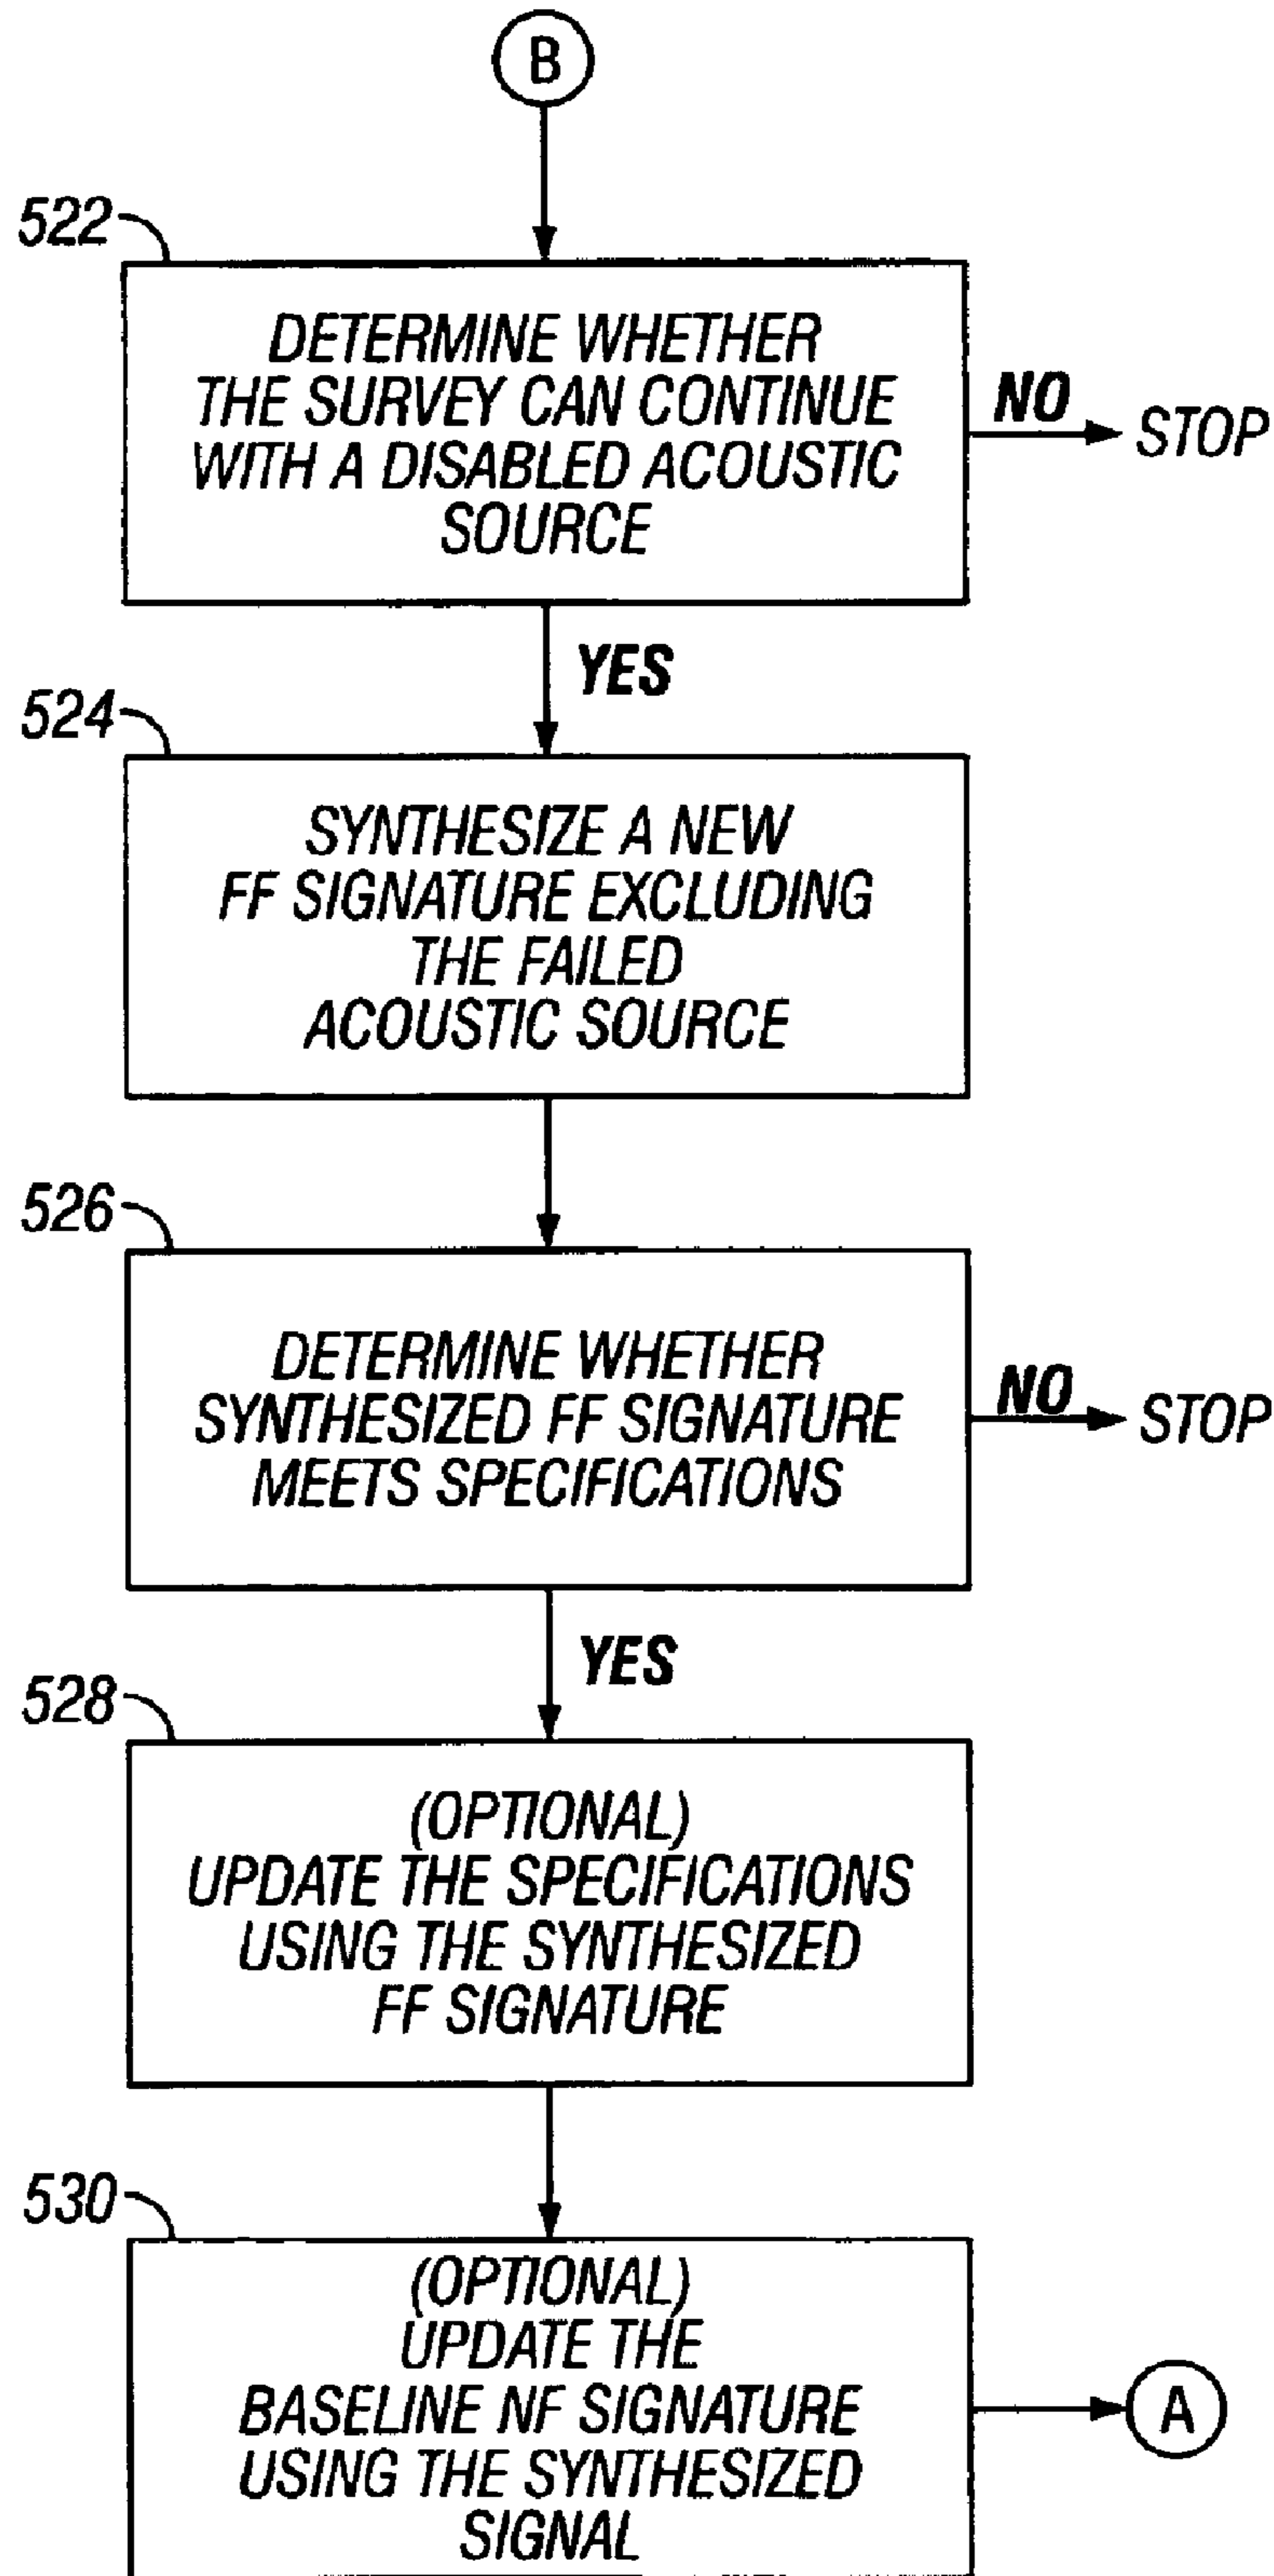 B
522
DETERMINE WHETHER
THE SURVEY CAN CONTINUE
WITH A DISABLED ACOUSTIC
SOURCE
NO
STOP
YES
524
SYNTHESIZE A NEW
FF SIGNATURE EXCLUDING
THE FAILED
ACOUSTIC SOURCE
526
DETERMINE WHETHER
SYNTHESIZED FF SIGNATURE
MEETS SPECIFICATIONS
NO
STOP
YES
528
(OPTIONAL)
UPDATE THE SPECIFICATIONS
USING THE SYNTHESIZED
FF SIGNATURE
530
(OPTIONAL)
UPDATE THE
BASELINE NF SIGNATURE
USING THE SYNTHESIZED
SIGNAL
A